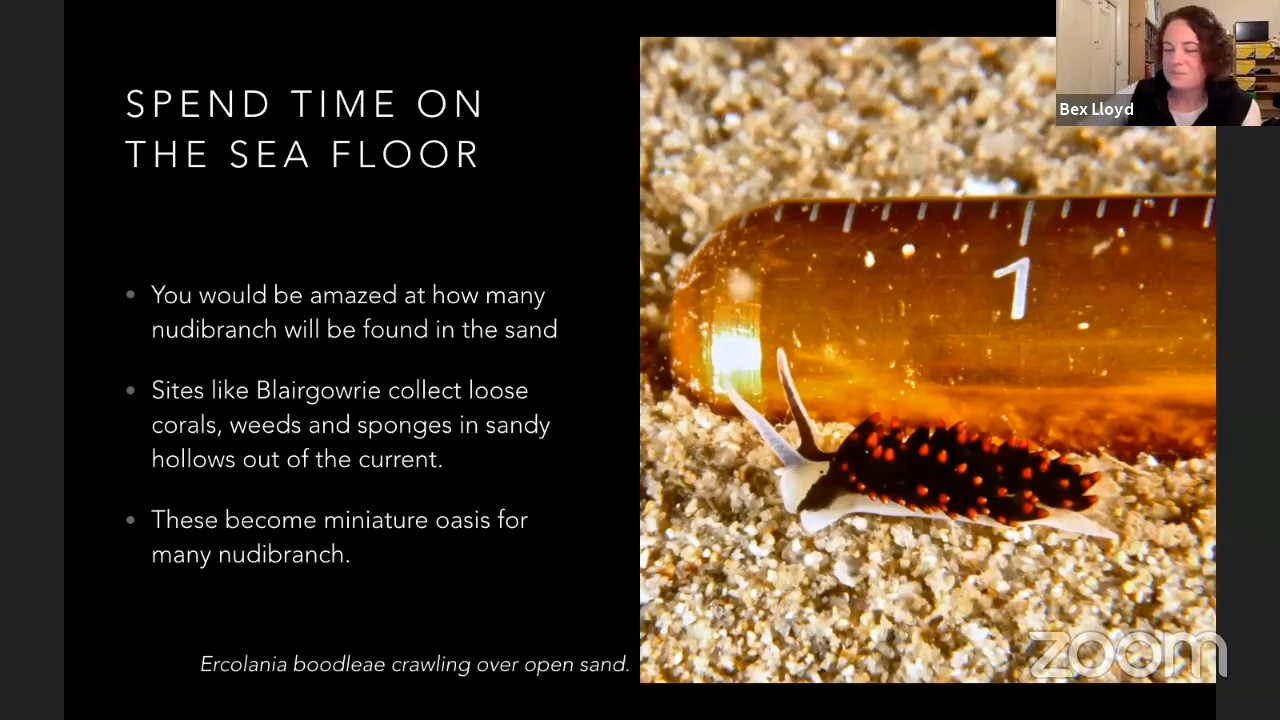 SPEND TIME ON
THE SEA FLOOR
You would be amazed at how many
nudibranch will be found in the sand
Sites like Blairgowrie collect loose
corals, weeds and sponges in sandy
hollows out of the current.
These become miniature oasis for
many nudibranch.
Ercolania boodleae crawling over open sand.
1
Bex Lloyd
zoom